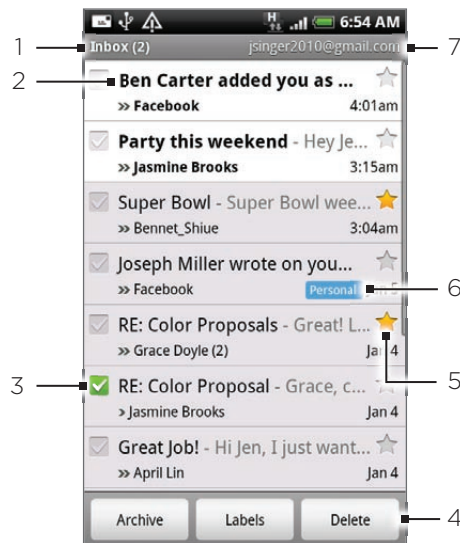 H 6:54 AM
1 Inbox (2) jsinger2010@gmail.com 7
2 Ben Carter added you as ...
» Facebook 4:01am
Party this weekend - Hey Je...
» Jasmine Brooks 3:15am
Super Bowl - Super Bowl wee...
» Bennet_Shiue 3:04am
Joseph Miller wrote on you...
» Facebook Personal 5 6
RE: Color Proposals - Great! L...
» Grace Doyle (2) Jan 4 5
3 RE: Color Proposal - Grace, c...
› Jasmine Brooks Jan 4
Great Job! - Hi Jen, I just want...
» April Lin Jan 4
Archive Labels Delete 4